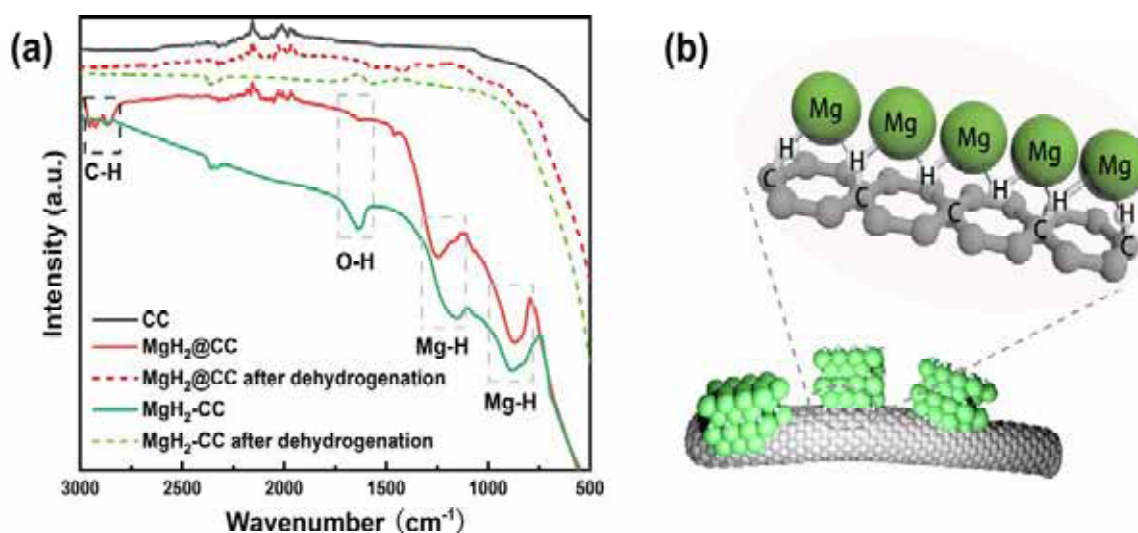 (a)
C-H
O-H
Mg-H
Mg-H
CC
MgH₂@CC
MgH₂@CC after dehydrogenation
MgH₂-CC
MgH₂-CC after dehydrogenation
Intensity (a.u.)
3000 2500 2000 1500 1000 500
Wavenumber (cm⁻¹)
(b)
Mg Mg Mg Mg Mg
H H H H H H
C C C C C